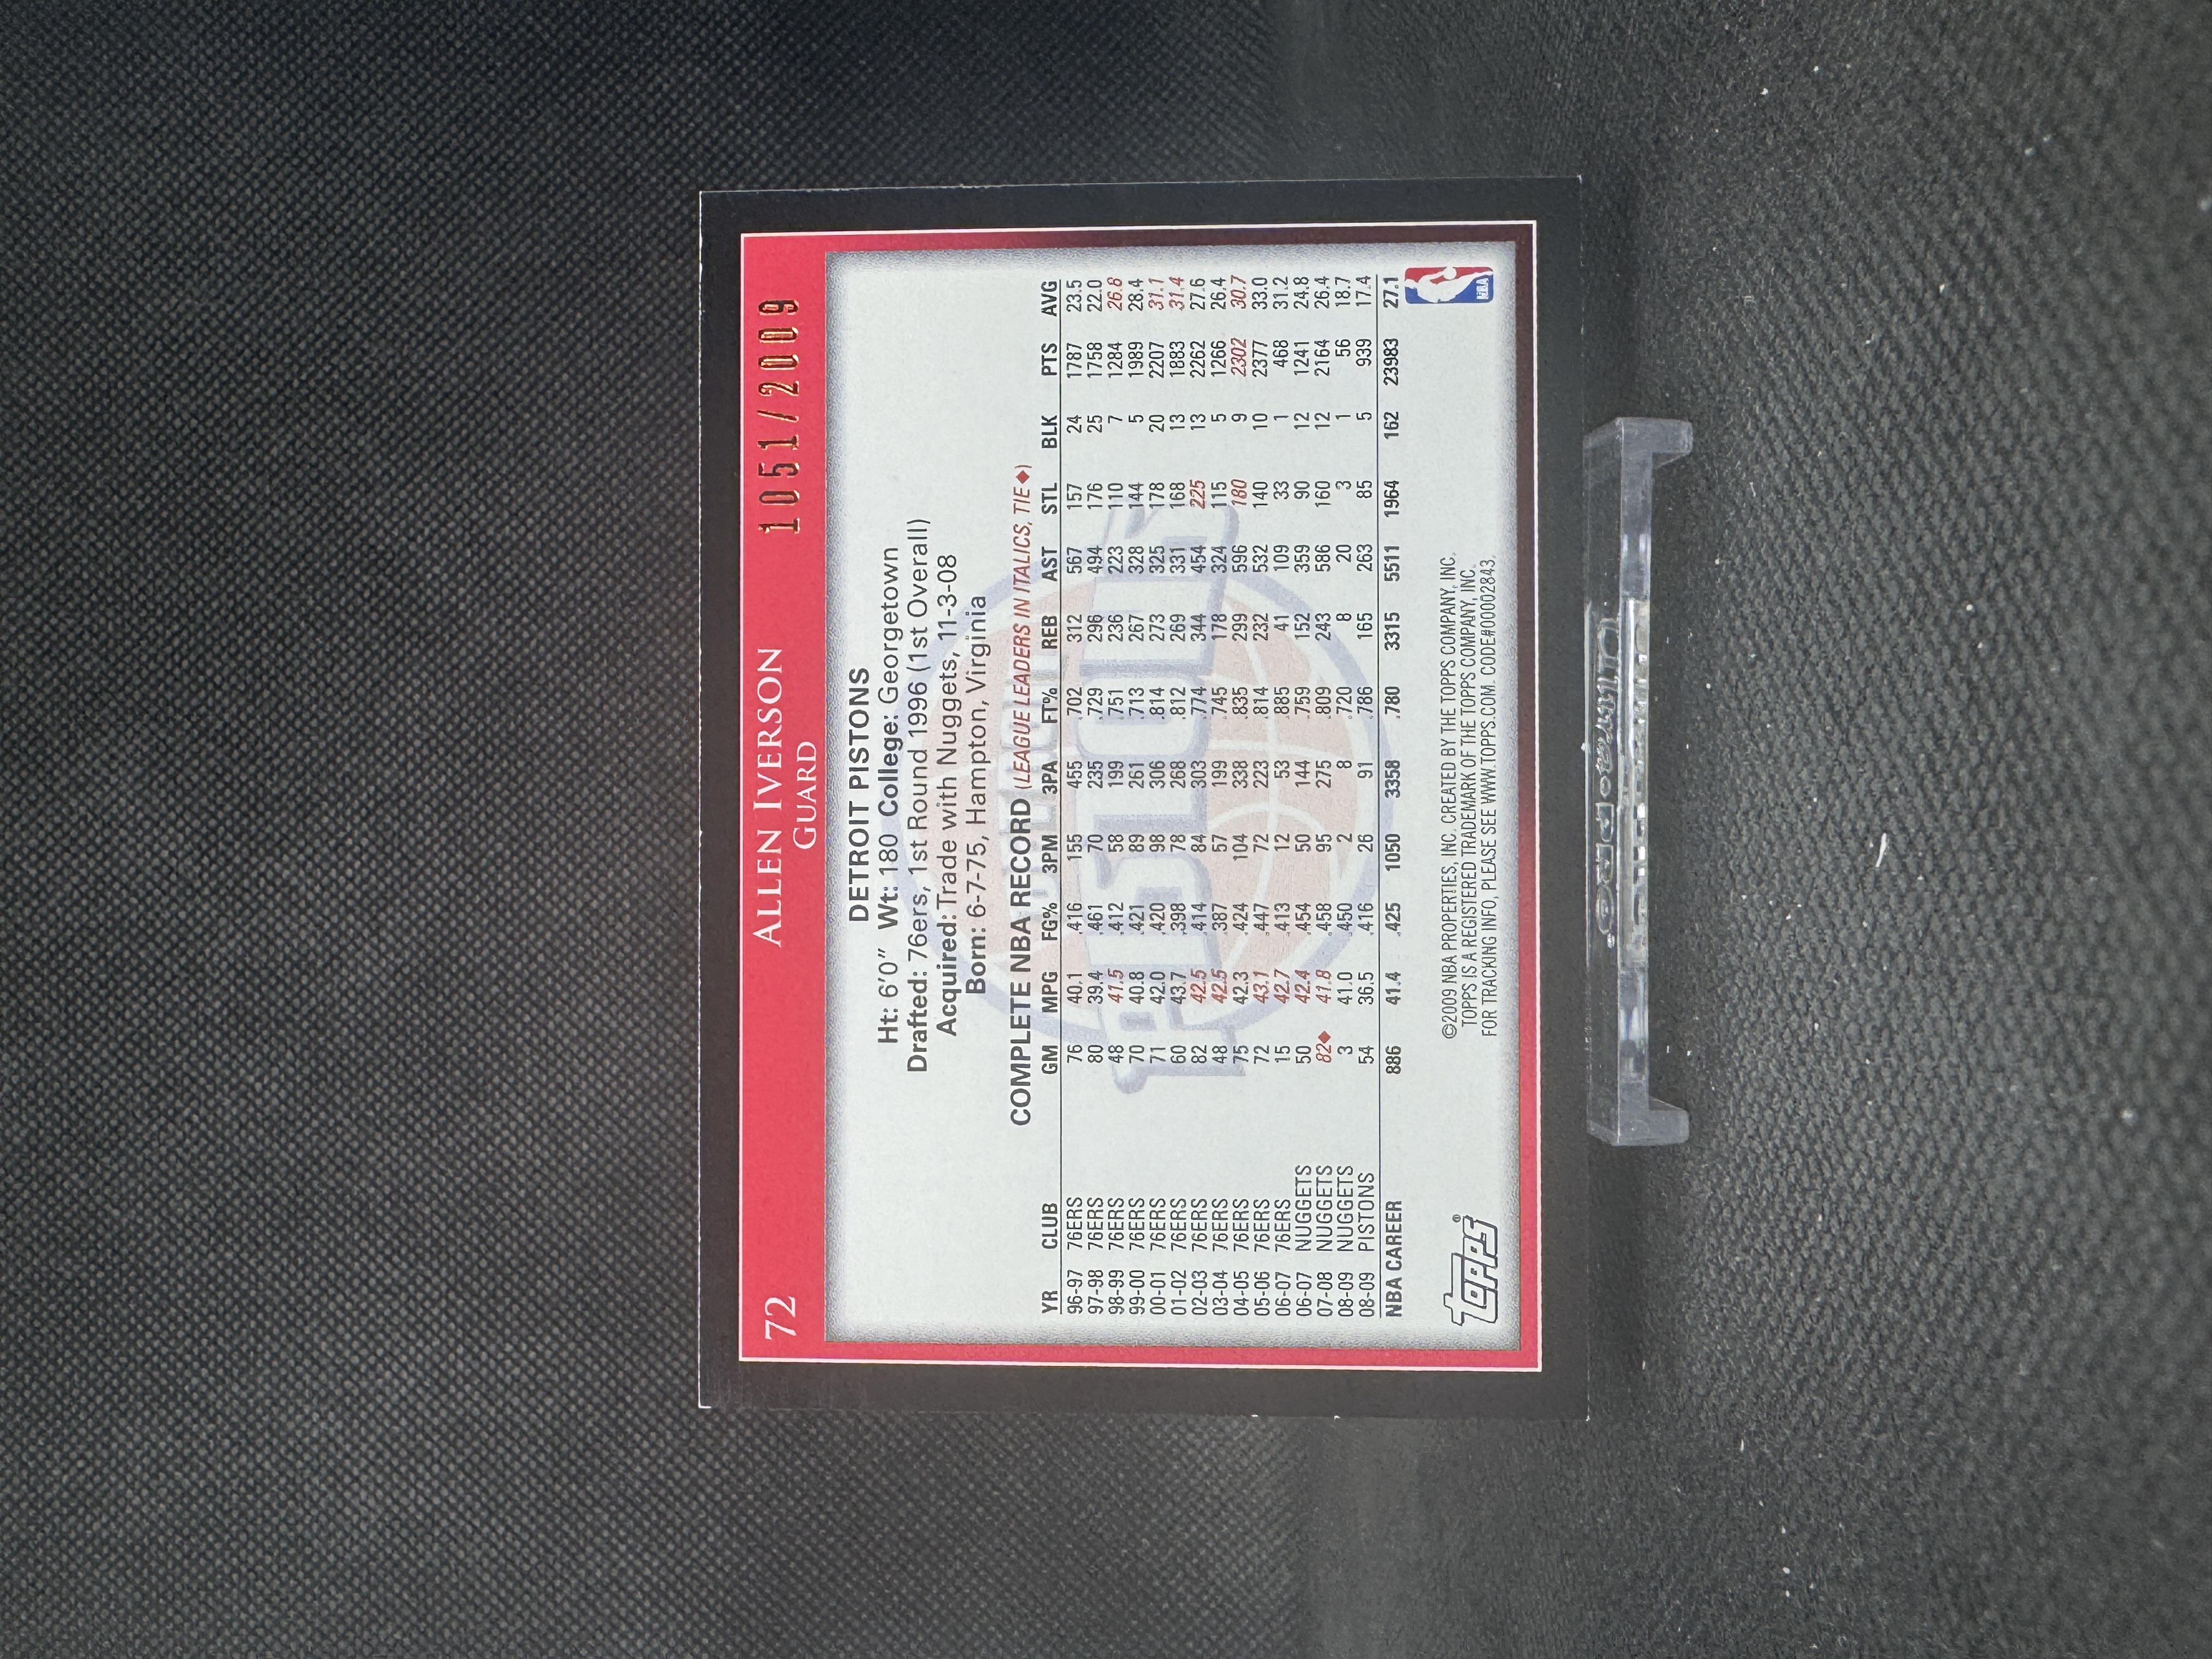 72 ALLEN IVERSON 1051/2009
GUARD
DETROIT PISTONS
Ht: 6'0" Wt: 180 College: Georgetown
Drafted: 76ers, 1st Round 1996 (1st Overall)
Acquired: Trade with Nuggets, 11-3-08
Born: 6-7-75, Hampton, Virginia
COMPLETE NBA RECORD (LEAGUE LEADERS IN ITALICS, TIE ♦)
YR CLUB GM MPG FG% 3PM 3PA FT% REB AST STL BLK PTS AVG
96-97 76ERS 76 40.1 .416 155 455 .702 312 567 157 24 1787 23.5
97-98 76ERS 80 39.4 .461 70 235 .729 296 494 176 25 1758 22.0
98-99 76ERS 48 41.5 .412 58 199 .751 236 223 110 7 1284 26.8
99-00 76ERS 70 40.8 .421 89 261 .713 267 328 144 5 1989 28.4
00-01 76ERS 71 42.0 .420 98 306 .814 273 325 178 20 2207 31.1
01-02 76ERS 60 43.7 .398 78 268 .812 269 331 168 13 1883 31.4
02-03 76ERS 82 42.5 .414 84 303 .774 344 454 225 13 2262 27.6
03-04 76ERS 48 42.5 .387 57 199 .745 178 324 115 5 1266 26.4
04-05 76ERS 75 42.3 .424 104 338 .835 299 596 180 9 2302 30.7
05-06 76ERS 72 43.1 .447 72 223 .814 232 532 140 10 2377 33.0
06-07 76ERS 15 42.7 .413 12 53 .885 41 109 33 1 468 31.2
06-07 NUGGETS 50 42.4 .454 50 144 .759 152 359 90 12 1241 24.8
07-08 NUGGETS 82♦ 41.8 .458 95 275 .809 243 586 160 12 2164 26.4
08-09 NUGGETS 3 41.0 .450 2 8 .720 8 20 3 1 56 18.7
08-09 PISTONS 54 36.5 .416 26 91 .786 165 263 85 5 939 17.4
NBA CAREER 886 41.4 .425 1050 3358 .780 3315 5511 1964 162 23983 27.1
©2009 NBA PROPERTIES, INC. CREATED BY THE TOPPS COMPANY, INC.
TOPPS IS A REGISTERED TRADEMARK OF THE TOPPS COMPANY, INC.
FOR TRACKING INFO, PLEASE SEE WWW.TOPPS.COM. CODE#00002843.
TOPPS®
NBA
PISTONS